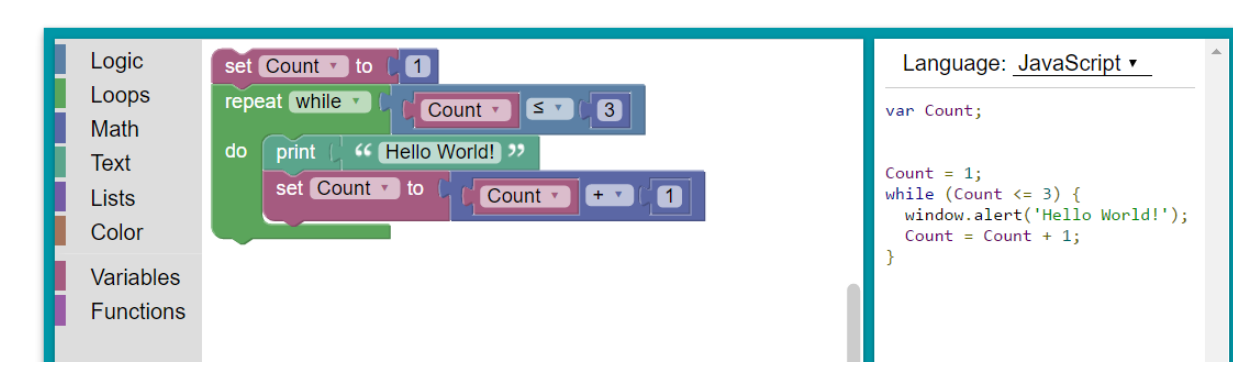 Logic
Loops
Math
Text
Lists
Color
Variables
Functions
set Count to 1
repeat while Count ≤ 3
do print “ Hello World! ”
set Count to Count + 1
Language: JavaScript
var Count;
Count = 1;
while (Count <= 3) {
window.alert('Hello World!');
Count = Count + 1;
}